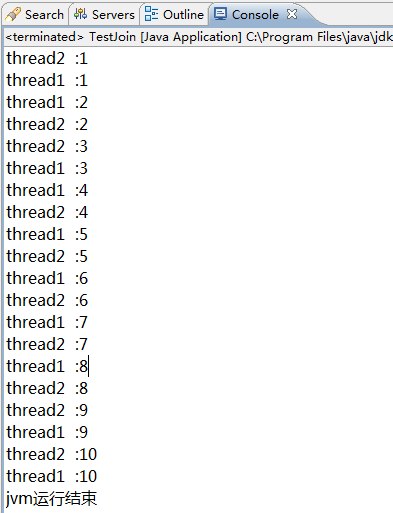 Search Servers Outline Console
<terminated> TestJoin [Java Application] C:\Program Files\java\jdk
thread2 :1
thread1 :1
thread1 :2
thread2 :2
thread2 :3
thread1 :3
thread1 :4
thread2 :4
thread1 :5
thread2 :5
thread1 :6
thread2 :6
thread1 :7
thread2 :7
thread1 :8
thread2 :8
thread2 :9
thread1 :9
thread2 :10
thread1 :10
jvm运行结束